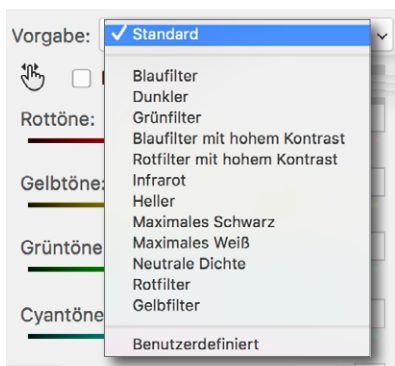 Vorgabe:
Standard
Blaufilter
Dunkler
Grünfilter
Blaufilter mit hohem Kontrast
Rotfilter mit hohem Kontrast
Infrarot
Heller
Maximales Schwarz
Maximales Weiß
Neutrale Dichte
Rotfilter
Gelbfilter
Benutzerdefiniert
Rottöne:
Gelbtöne:
Grüntöne
Cyantöne